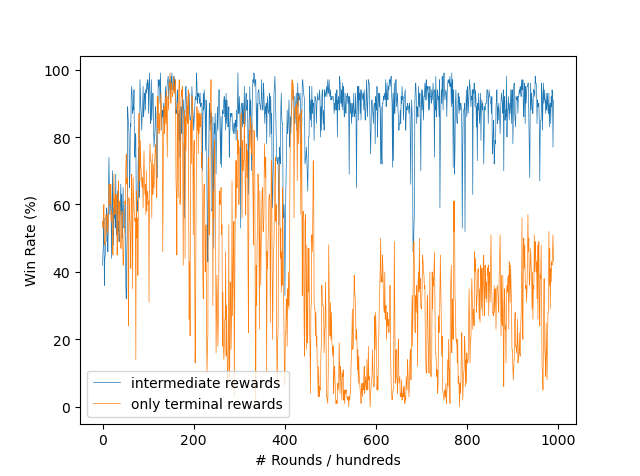 100
80
60
40
20
0
Win Rate (%)
intermediate rewards
only terminal rewards
0 200 400 600 800 1000
# Rounds / hundreds